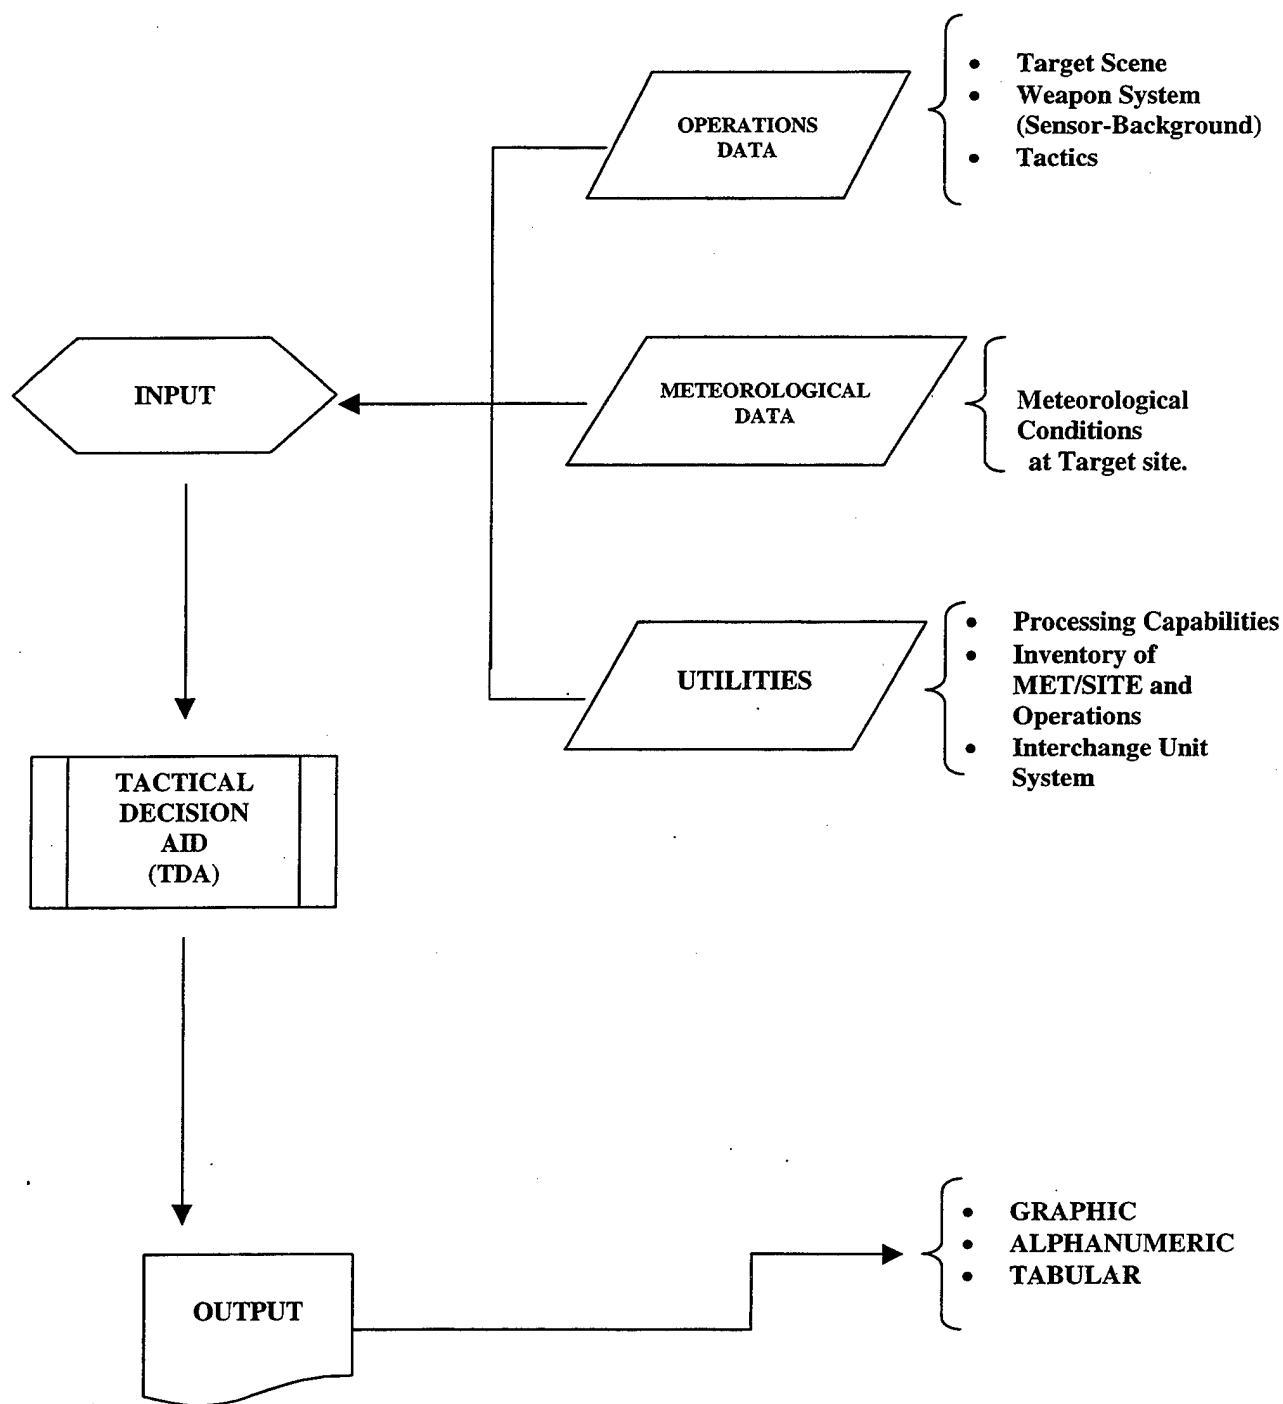 OPERATIONS
DATA
• Target Scene
• Weapon System
(Sensor-Background)
• Tactics
INPUT
METEOROLOGICAL
DATA
Meteorological
Conditions
at Target site.
UTILITIES
• Processing Capabilities
• Inventory of
MET/SITE and
Operations
• Interchange Unit
System
TACTICAL
DECISION
AID
(TDA)
OUTPUT
• GRAPHIC
• ALPHANUMERIC
• TABULAR